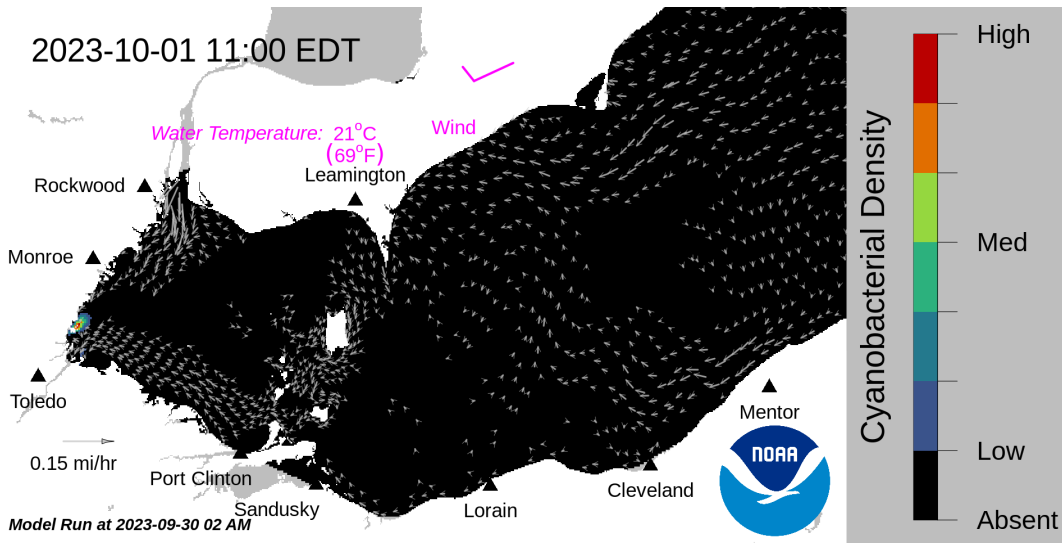 2023-10-01 11:00 EDT
Water Temperature: 21°C
(69°F)
Wind
Leamington
Rockwood
Monroe
Toledo
0.15 mi/hr
Port Clinton
Sandusky
Lorain
Cleveland
Mentor
NOAA
Model Run at 2023-09-30 02 AM
Cyanobacterial Density
High
Med
Low
Absent